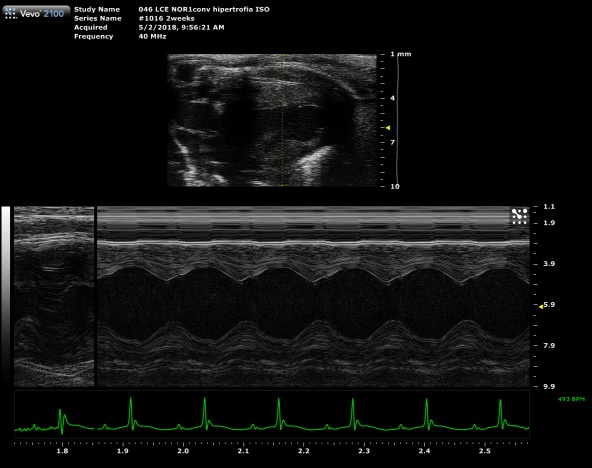 Vevo 2100
Study Name 046 LCE NOR1conv hipertrofia ISO
Series Name #1016 2weeks
Acquired 5/2/2018, 9:56:21 AM
Frequency 40 MHz
1 mm
4
7
10
1.1
1.9
3.9
5.9
7.9
9.9
493 BPM
1.8 1.9 2.0 2.1 2.2 2.3 2.4 2.5